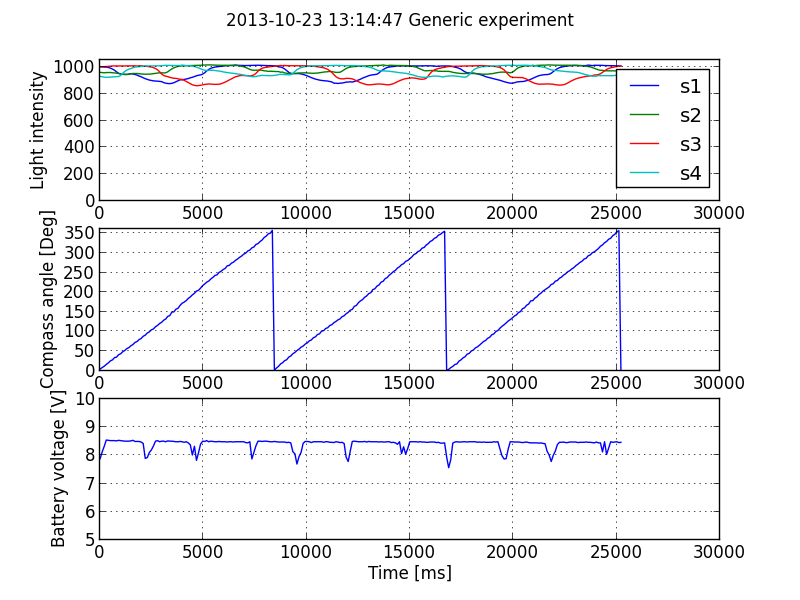 2013-10-23 13:14:47 Generic experiment
Light intensity
1000
800
600
400
200
0
s1
s2
s3
s4
0 5000 10000 15000 20000 25000 30000
Compass angle [Deg]
350
300
250
200
150
100
50
0
0 5000 10000 15000 20000 25000 30000
Battery voltage [V]
10
9
8
7
6
5
0 5000 10000 15000 20000 25000 30000
Time [ms]